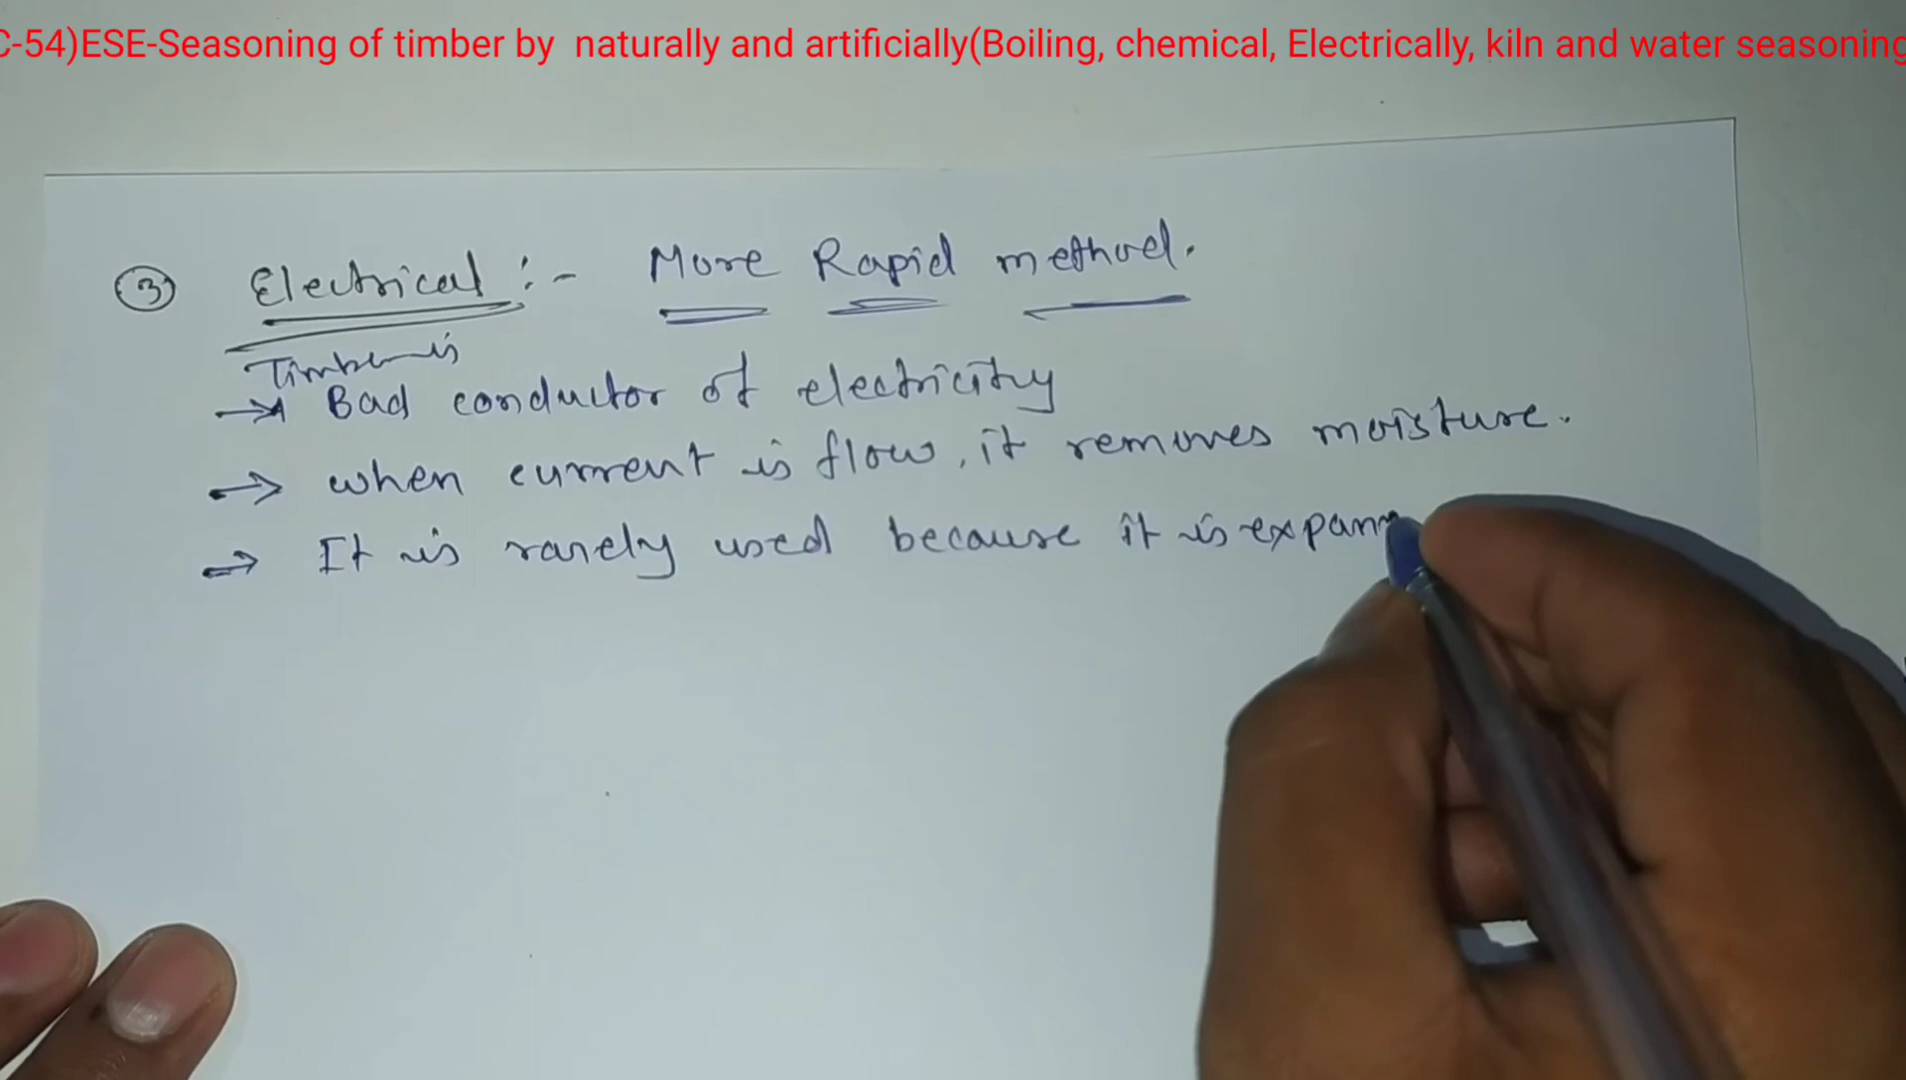 C-54)ESE-Seasoning of timber by naturally and artificially(Boiling, chemical, Electrically, kiln and water seasoning
③ Electrical :- More Rapid method.
Timber is
→ Bad conductor of electricity
→ when current is flow, it removes moisture.
→ It is rarely used because it is